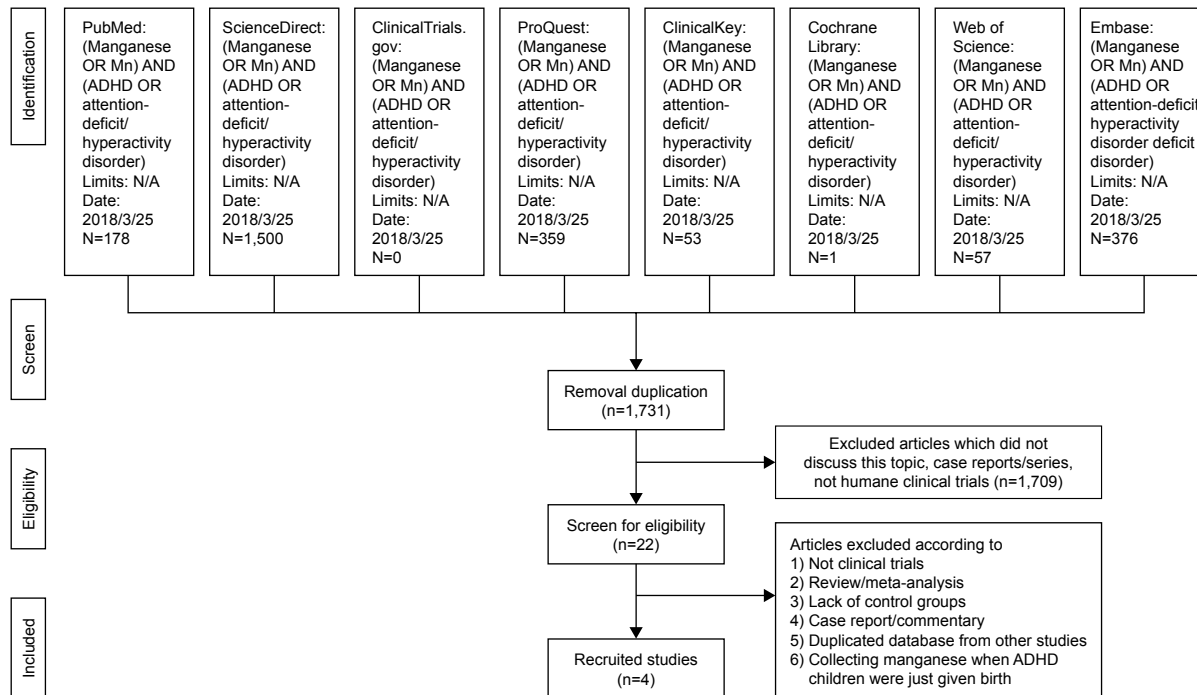 Identification
PubMed:
(Manganese
OR Mn) AND
(ADHD OR
attention-
deficit/
hyperactivity
disorder)
Limits: N/A
Date:
2018/3/25
N=178
ScienceDirect:
(Manganese
OR Mn) AND
(ADHD OR
attention-
deficit/
hyperactivity
disorder)
Limits: N/A
Date:
2018/3/25
N=1,500
ClinicalTrials.
gov:
(Manganese
OR Mn) AND
(ADHD OR
attention-
deficit/
hyperactivity
disorder)
Limits: N/A
Date:
2018/3/25
N=0
ProQuest:
(Manganese
OR Mn) AND
(ADHD OR
attention-
deficit/
hyperactivity
disorder)
Limits: N/A
Date:
2018/3/25
N=359
ClinicalKey:
(Manganese
OR Mn) AND
(ADHD OR
attention-
deficit/
hyperactivity
disorder)
Limits: N/A
Date:
2018/3/25
N=53
Cochrane
Library:
(Manganese
OR Mn) AND
(ADHD OR
attention-
deficit/
hyperactivity
disorder)
Limits: N/A
Date:
2018/3/25
N=1
Web of
Science:
(Manganese
OR Mn) AND
(ADHD OR
attention-
deficit/
hyperactivity
disorder)
Limits: N/A
Date:
2018/3/25
N=57
Embase:
(Manganese
OR Mn) AND
(ADHD OR
attention-deficit
hyperactivity
disorder deficit
disorder)
Limits: N/A
Date:
2018/3/25
N=376
Screen
Removal duplication
(n=1,731)
Excluded articles which did not
discuss this topic, case reports/series,
not humane clinical trials (n=1,709)
Eligibility
Screen for eligibility
(n=22)
Articles excluded according to
1) Not clinical trials
2) Review/meta-analysis
3) Lack of control groups
4) Case report/commentary
5) Duplicated database from other studies
6) Collecting manganese when ADHD
children were just given birth
Included
Recruited studies
(n=4)